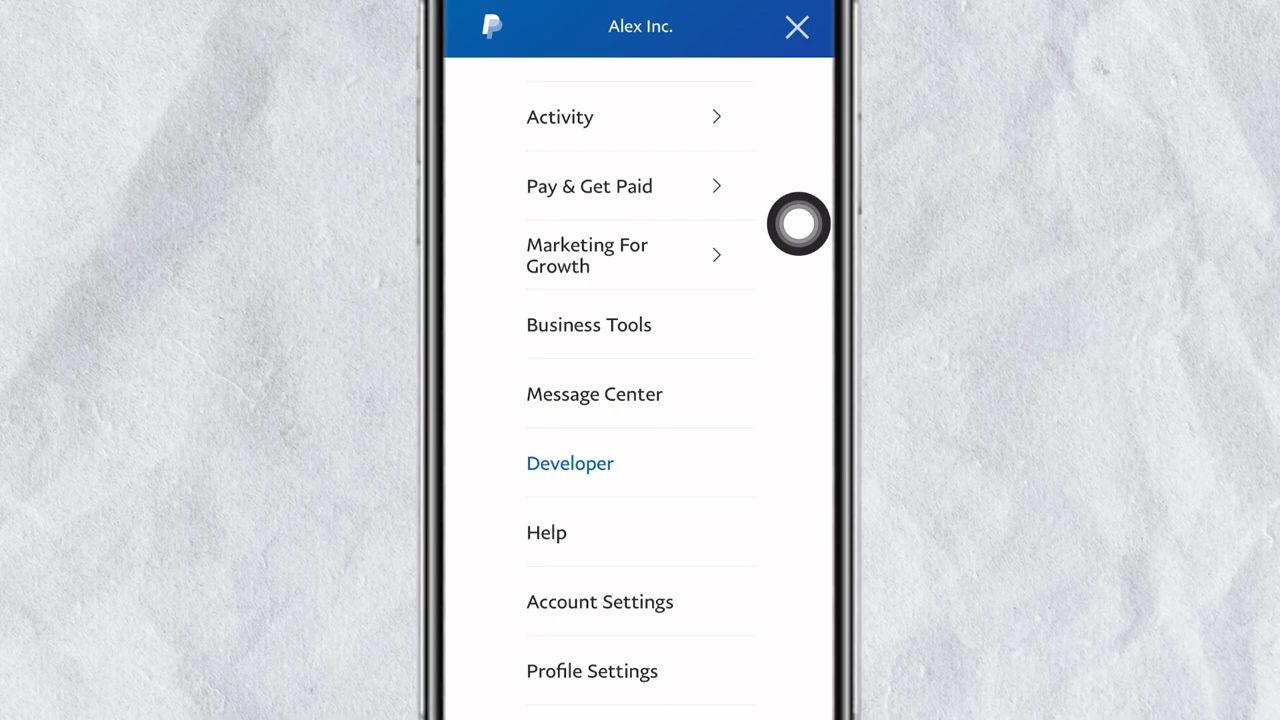 Alex Inc.
Activity
Pay & Get Paid
Marketing For
Growth
Business Tools
Message Center
Developer
Help
Account Settings
Profile Settings